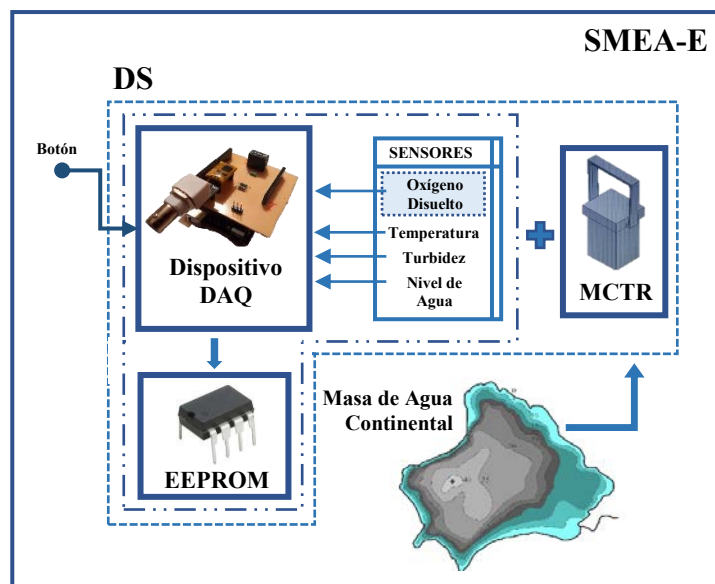 SMEA-E
DS
Botón
Dispositivo
DAQ
SENSORES
Oxígeno
Disuelto
Temperatura
Turbidez
Nivel de
Agua
MCTR
EEPROM
Masa de Agua
Continental